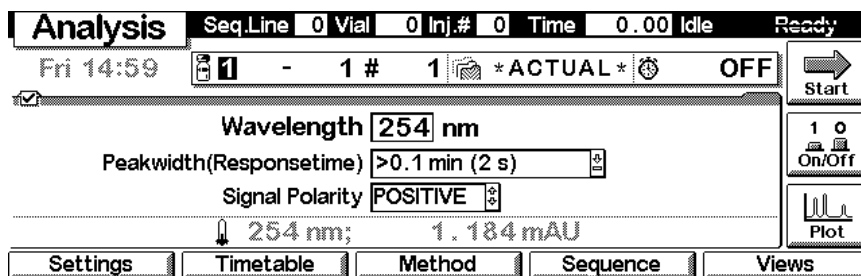 Analysis Seq.Line 0 Vial 0 Inj.# 0 Time 0.00 Idle Ready
Fri 14:59 1 - 1 # 1 *ACTUAL* OFF
Start
Wavelength 254 nm
1 0
On/Off
Peakwidth(Responsetime) >0.1 min (2 s)
Signal Polarity POSITIVE
254 nm; 1.184 mAU
Plot
Settings Timetable Method Sequence Views